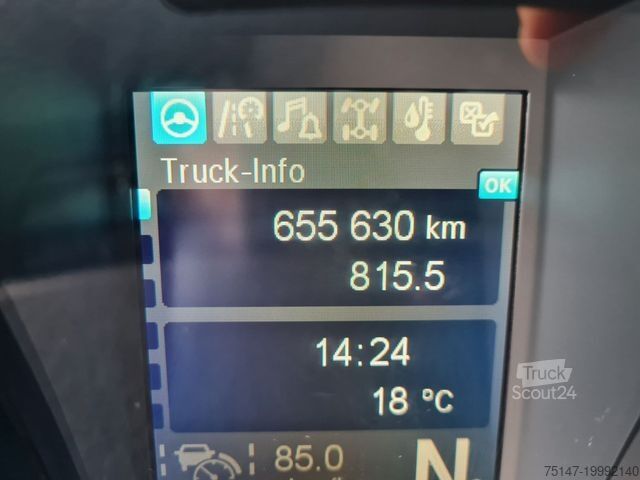 Truck-Info
OK
655 630 km
815.5
14:24
18 °C
85.0
N
Truck
Scout24
75147-19992140